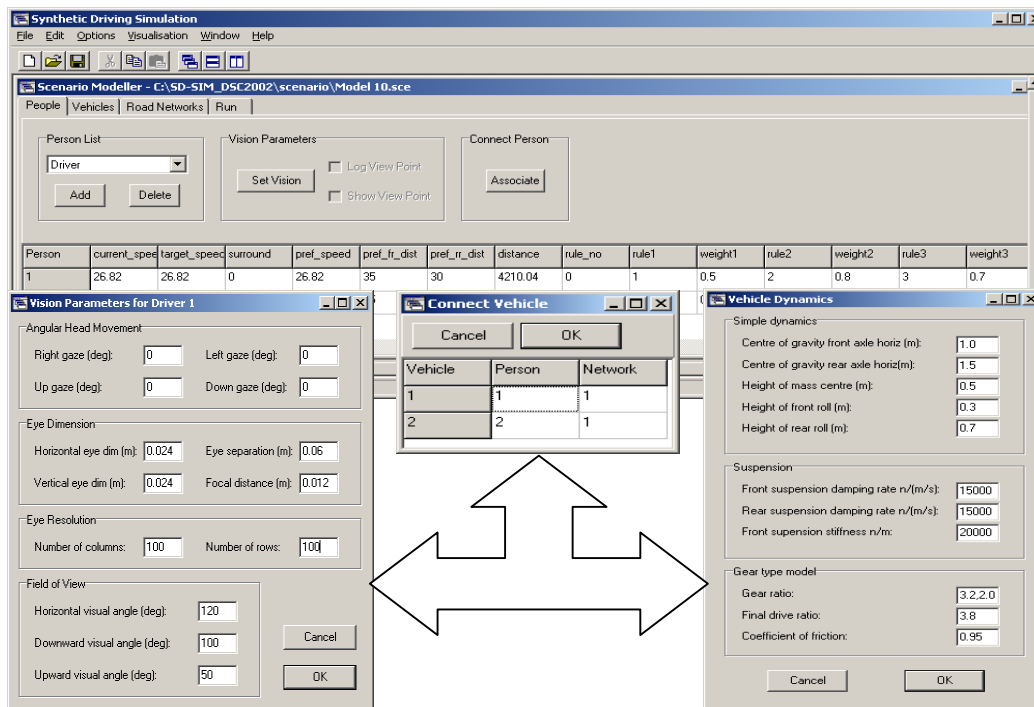 Synthetic Driving Simulation
File Edit Options Visualisation Window Help
Scenario Modeller - C:\SD-SIM_DSC2002\scenario\Model 10.sce
People Vehicles Road Networks Run
Person List
Driver
Add Delete
Vision Parameters
Set Vision
Log View Point
Show View Point
Connect Person
Associate
Person current_spee target_speed surround pref_speed pref_fr_dist pref_rr_dist distance rule_no rule1 weight1 rule2 weight2 rule3 weight3
1 26.82 26.82 0 26.82 35 30 4210.04 0 1 0.5 2 0.8 3 0.7
Vision Parameters for Driver 1
Angular Head Movement
Right gaze (deg): 0 Left gaze (deg): 0
Up gaze (deg): 0 Down gaze (deg): 0
Eye Dimension
Horizontal eye dim (m): 0.024 Eye separation (m): 0.06
Vertical eye dim (m): 0.024 Focal distance (m): 0.012
Eye Resolution
Number of columns: 100 Number of rows: 100
Field of View
Horizontal visual angle (deg): 120
Downward visual angle (deg): 100
Upward visual angle (deg): 50
Cancel
OK
Connect Vehicle
Cancel OK
Vehicle Person Network
1 1 1
2 2 1
Vehicle Dynamics
Simple dynamics
Centre of gravity front axle horiz (m): 1.0
Centre of gravity rear axle horiz(m): 1.5
Height of mass centre (m): 0.5
Height of front roll (m): 0.3
Height of rear roll (m): 0.7
Suspension
Front suspension damping rate n/(m/s): 15000
Rear suspension damping rate n/(m/s): 15000
Front supension stiffness n/m: 20000
Gear type model
Gear ratio: 3.2,2.0
Final drive ratio: 3.8
Coefficient of friction: 0.95
Cancel OK